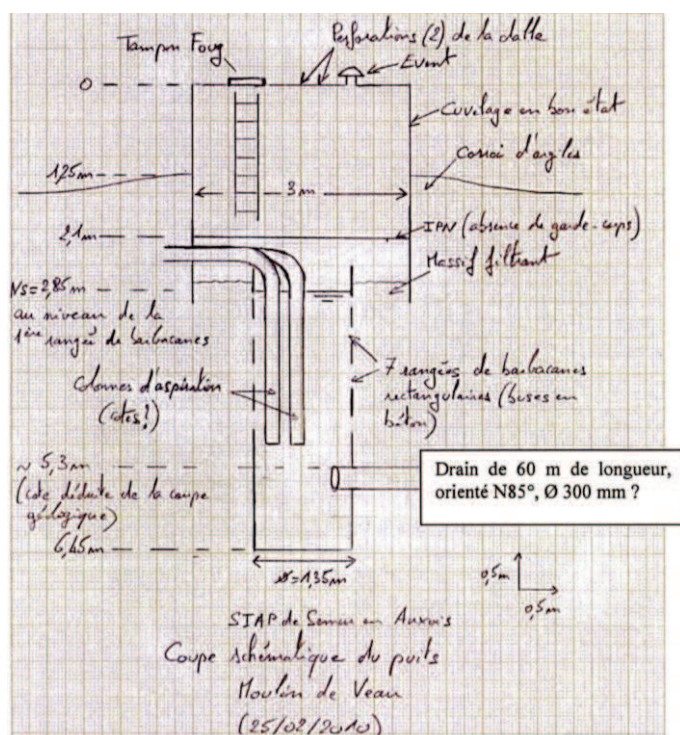 Perforations (2) de la dalle
Tampon Foug
Event
0
Cuvelage en bon état
Corroi d'argiles
1,25m
3m
2,1m
IPN (absence de garde-corps)
Massif filtrant
Ns=2,85m
au niveau de la
1ère rangée de barbacanes
7 rangées de barbacanes
rectangulaires (buses en
béton)
Colonnes d'aspiration
(cotes?)
~ 5,3m
(cote déduite de la coupe
géologique)
Drain de 60 m de longueur,
orienté N85°, Ø 300 mm ?
6,45m
ø=1,35m
0,5m
0,5m
SIAP de Semur en Auxois
Coupe schématique du puits
Moulin de Veau
(25/02/2010)